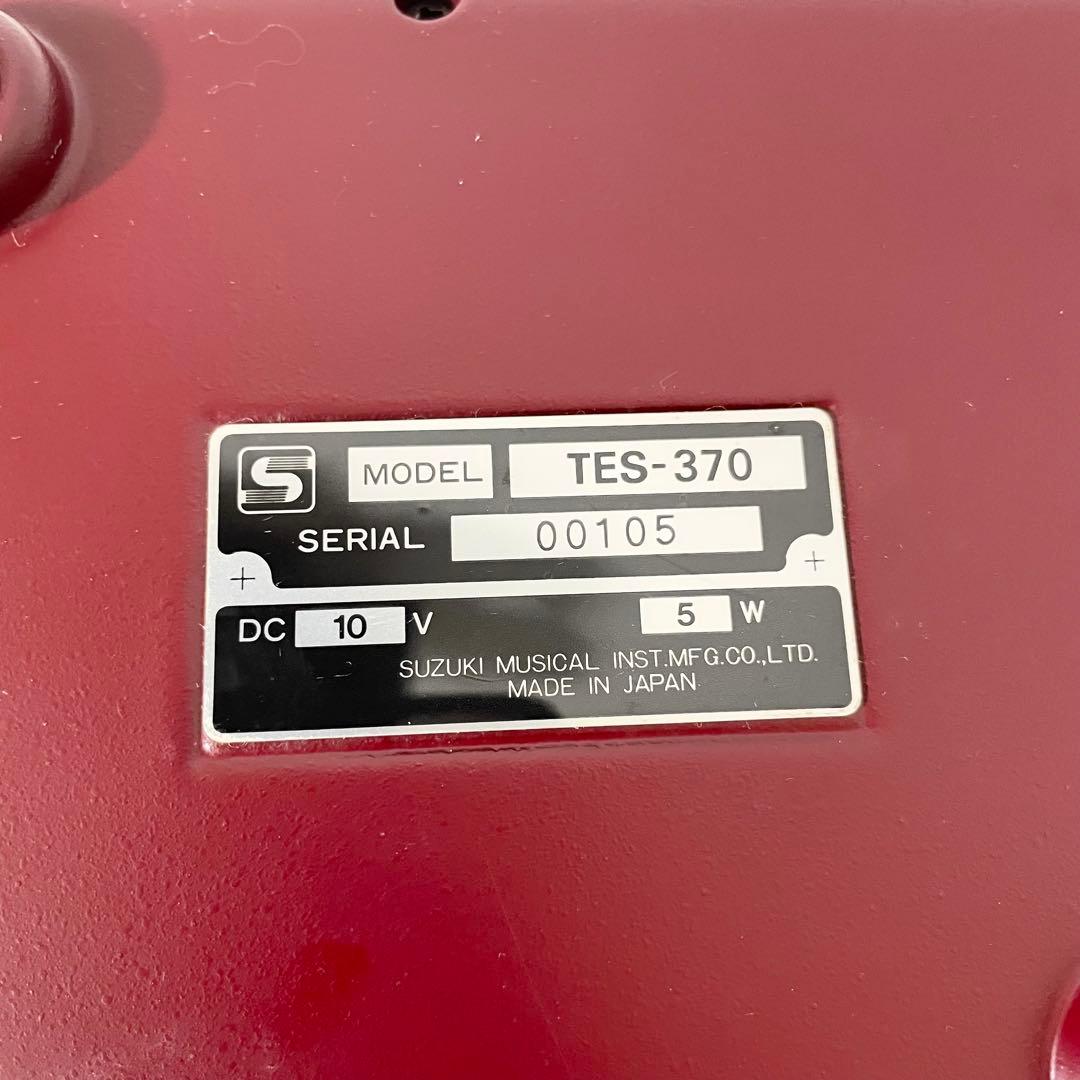 S MODEL TES-370
SERIAL 00105
DC 10 V 5 W
SUZUKI MUSICAL INST.MFG.CO.,LTD.
MADE IN JAPAN